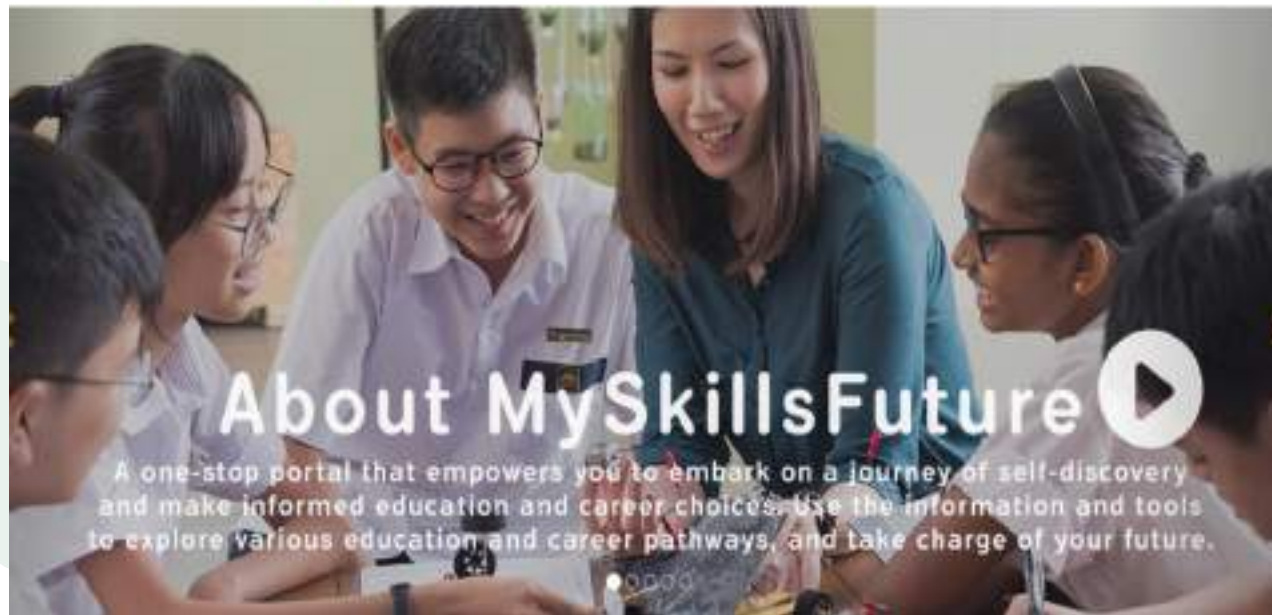 About MySkillsFuture
A one-stop portal that empowers you to embark on a journey of self-discovery
and make informed education and career choices. Use the information and tools
to explore various education and career pathways, and take charge of your future.